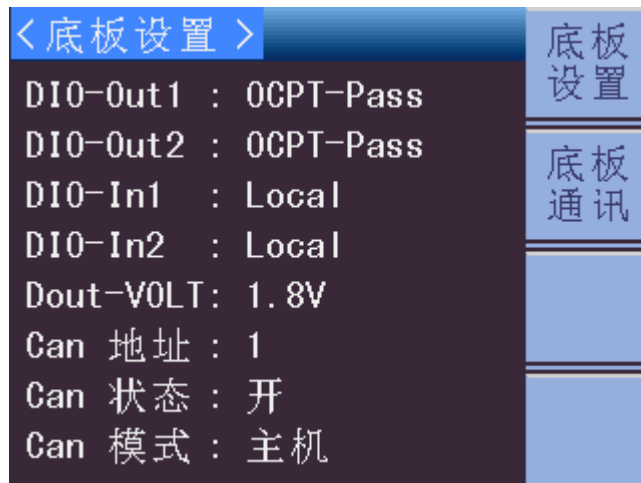 <底板设置 >
DIO-Out1 : OCPT-Pass
DIO-Out2 : OCPT-Pass
DIO-In1 : Local
DIO-In2 : Local
Dout-VOLT: 1.8V
Can 地址 : 1
Can 状态 : 开
Can 模式 : 主机
底板
设置
底板
通讯